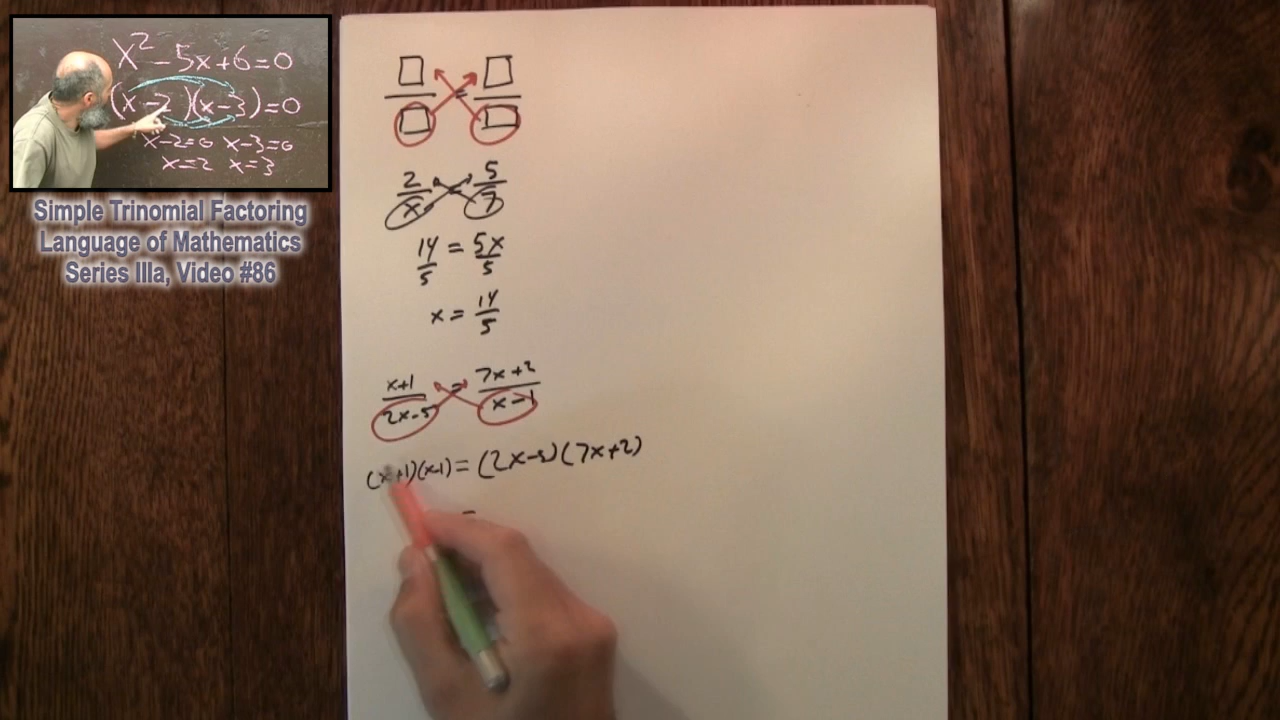 x² - 5x + 6 = 0
(x - 2)(x - 3) = 0
x - 2 = 0 x - 3 = 0
x = 2 x = 3
Simple Trinomial Factoring
Language of Mathematics
Series IIIa, Video #86
□/□ = □/□
2/x = 5/7
14/5 = 5x/5
x = 14/5
x+1/2x-5 = 7x+2/x-1
(x+1)(x-1) = (2x-5)(7x+2)
=